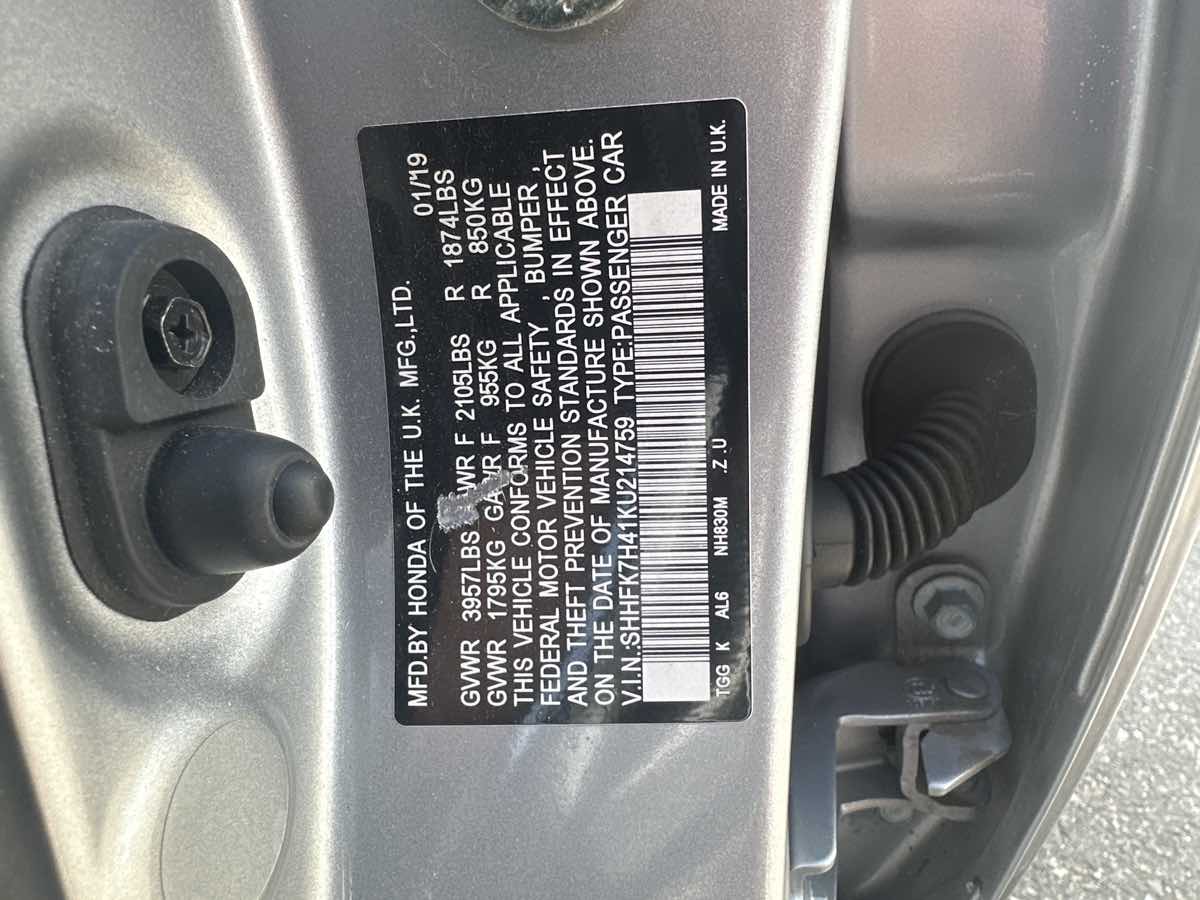 MFD.BY HONDA OF THE U.K. MFG.,LTD. 01/'19
GVWR 3957LBS WR F 2105LBS R 1874LBS
GVWR 1795KG GAWR F 955KG R 850KG
THIS VEHICLE CONFORMS TO ALL APPLICABLE
FEDERAL MOTOR VEHICLE SAFETY , BUMPER ,
AND THEFT PREVENTION STANDARDS IN EFFECT
ON THE DATE OF MANUFACTURE SHOWN ABOVE.
V.I.N.:SHHFK7H41KU214759 TYPE:PASSENGER CAR
TGG K AL6 NH830M Z.U MADE IN U.K.